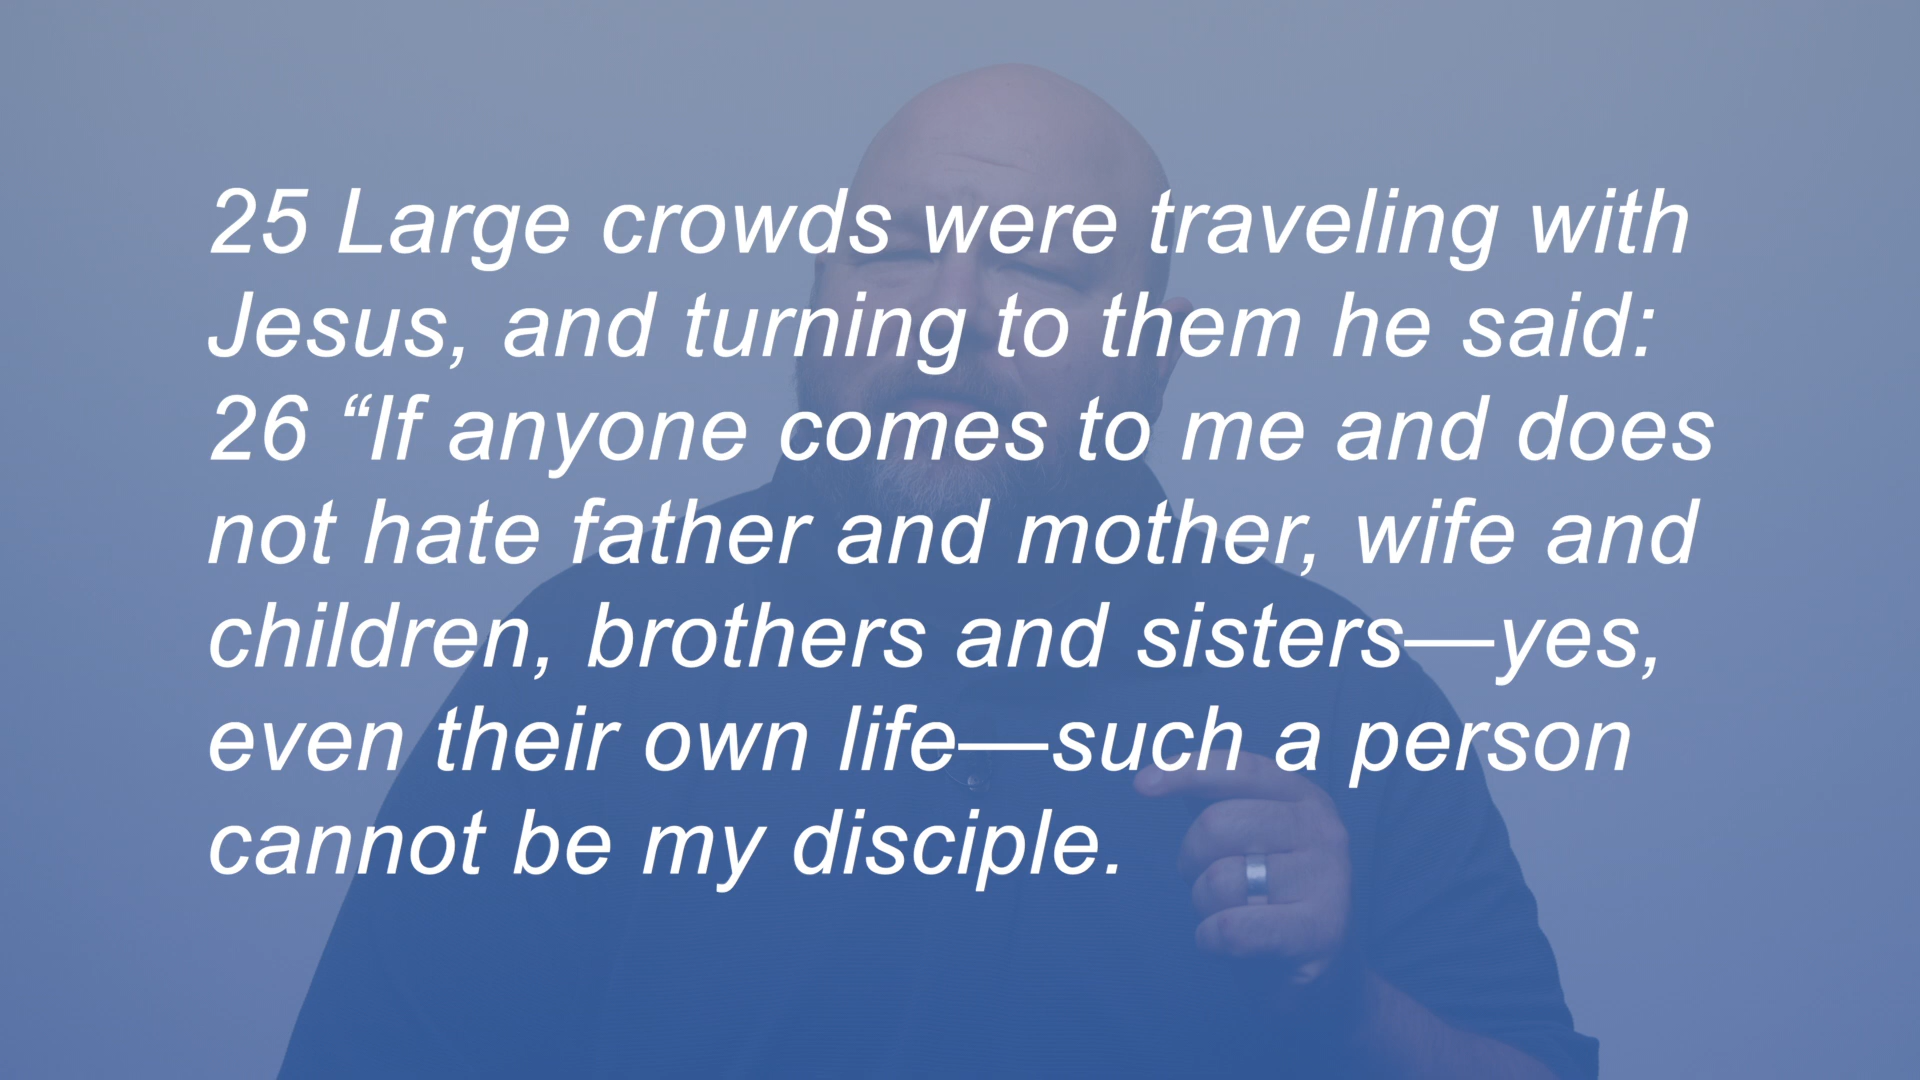 25 Large crowds were traveling with
Jesus, and turning to them he said:
26 “If anyone comes to me and does
not hate father and mother, wife and
children, brothers and sisters—yes,
even their own life—such a person
cannot be my disciple.